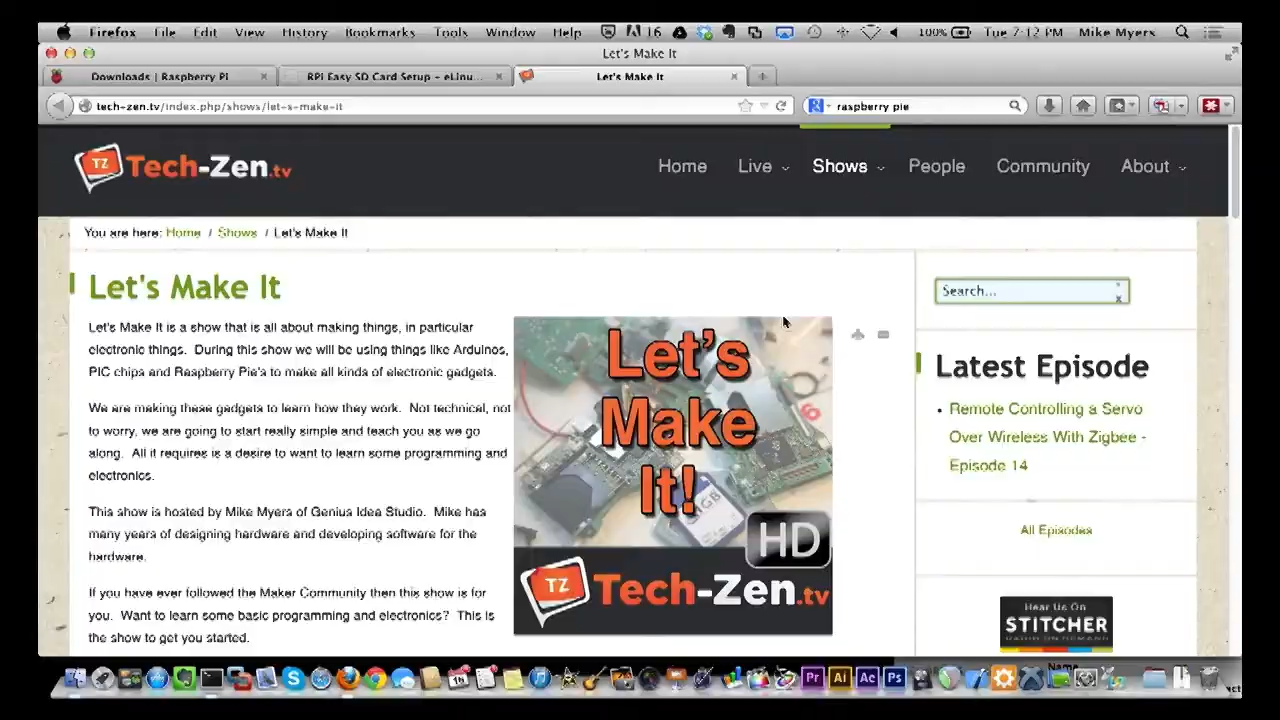 Firefox File Edit View History Bookmarks Tools Window Help 16 100% Tue 7:12 PM Mike Myers
Let's Make It
Downloads | Raspberry Pi
RPi Easy SD Card Setup - eLinu...
Let's Make It
tech-zen.tv/index.php/shows/let-s-make-it
raspberry pie
TZ Tech-Zen.tv
Home Live Shows People Community About
You are here: Home / Shows / Let's Make It
Let's Make It
Let's Make It is a show that is all about making things, in particular
electronic things. During this show we will be using things like Arduinos,
PIC chips and Raspberry Pie's to make all kinds of electronic gadgets.
We are making these gadgets to learn how they work. Not technical, not
to worry, we are going to start really simple and teach you as we go
along. All it requires is a desire to want to learn some programming and
electronics.
This show is hosted by Mike Myers of Genius Idea Studio. Mike has
many years of designing hardware and developing software for the
hardware.
If you have ever followed the Maker Community then this show is for
you. Want to learn some basic programming and electronics? This is
the show to get you started.
Let's
Make
It!
HD
TZ Tech-Zen.tv
Search...
Latest Episode
Remote Controlling a Servo
Over Wireless With Zigbee -
Episode 14
All Episodes
Hear Us On
STITCHER
Name
Pr Ai Ae Ps